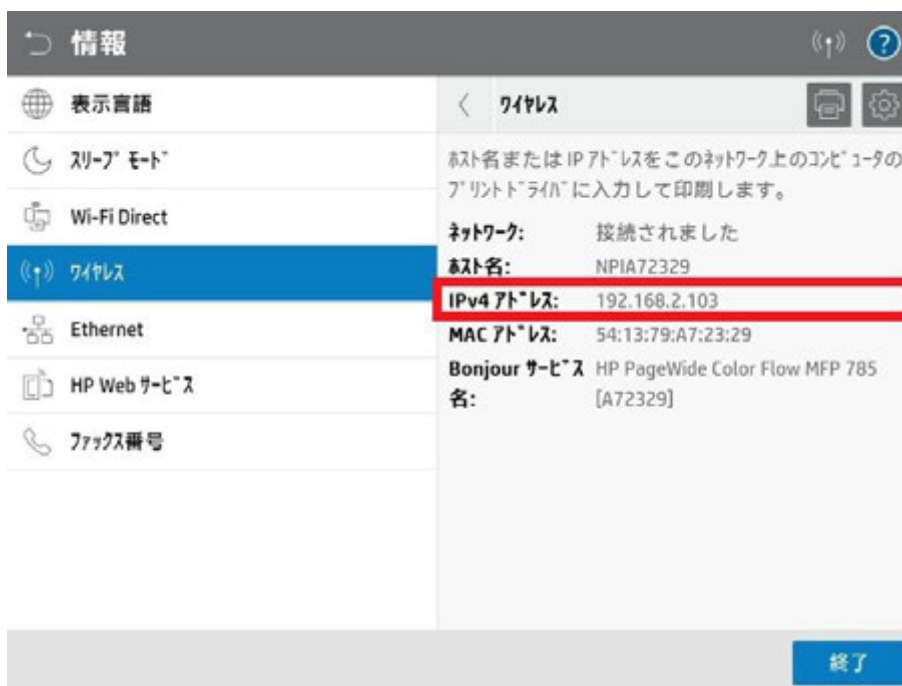 情報
?
表示言語
スリープ モード
Wi-Fi Direct
ワイヤレス
Ethernet
HP Web サービス
ファックス番号
ワイヤレス
ホスト名または IP アドレスをこのネットワーク上のコンピュータの
プリントドライバに入力して印刷します。
ネットワーク: 接続されました
ホスト名: NPIA72329
IPv4 アドレス: 192.168.2.103
MAC アドレス: 54:13:79:A7:23:29
Bonjour サービス HP PageWide Color Flow MFP 785
名: [A72329]
終了